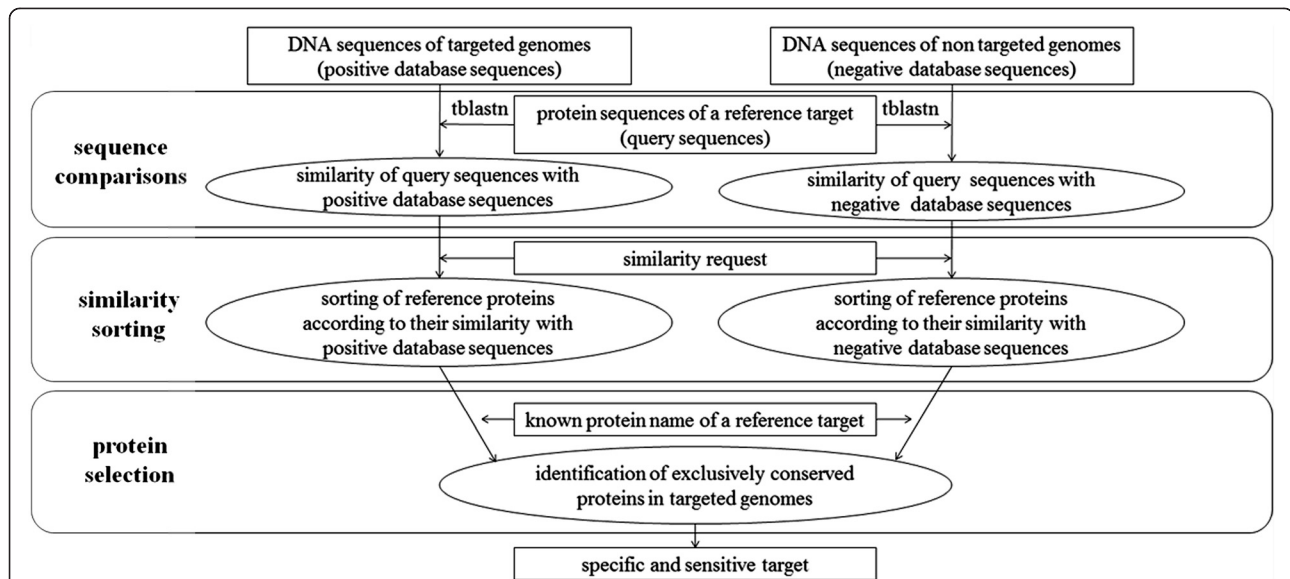 DNA sequences of targeted genomes
(positive database sequences)
DNA sequences of non targeted genomes
(negative database sequences)
sequence
comparisons
tblastn
protein sequences of a reference target
(query sequences)
tblastn
similarity of query sequences with
positive database sequences
similarity of query sequences with
negative database sequences
similarity
sorting
similarity request
sorting of reference proteins
according to their similarity with
positive database sequences
sorting of reference proteins
according to their similarity with
negative database sequences
protein
selection
known protein name of a reference target
identification of exclusively conserved
proteins in targeted genomes
specific and sensitive target